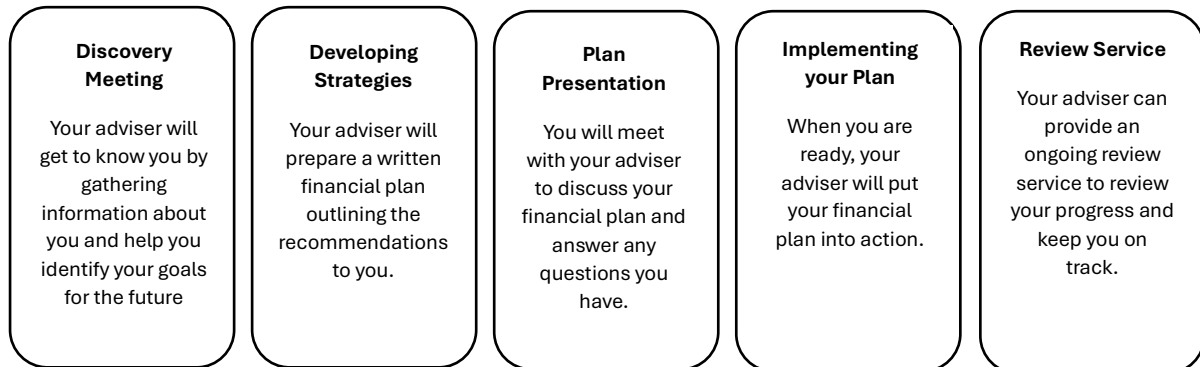 Discovery
Meeting
Your adviser will
get to know you by
gathering
information about
you and help you
identify your goals
for the future
Developing
Strategies
Your adviser will
prepare a written
financial plan
outlining the
recommendations
to you.
Plan
Presentation
You will meet
with your adviser
to discuss your
financial plan and
answer any
questions you
have.
Implementing
your Plan
When you are
ready, your
adviser will put
your financial
plan into action.
Review Service
Your adviser can
provide an
ongoing review
service to review
your progress and
keep you on
track.